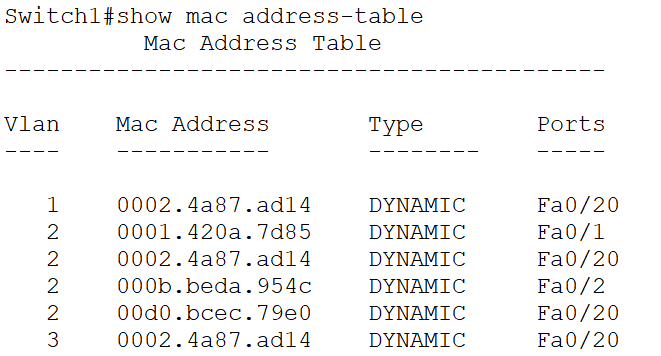 Switch1#show mac address-table
Mac Address Table
-------------------------------------------
Vlan Mac Address Type Ports
---- ----------- -------- -----
1 0002.4a87.ad14 DYNAMIC Fa0/20
2 0001.420a.7d85 DYNAMIC Fa0/1
2 0002.4a87.ad14 DYNAMIC Fa0/20
2 000b.beda.954c DYNAMIC Fa0/2
2 00d0.bcec.79e0 DYNAMIC Fa0/20
3 0002.4a87.ad14 DYNAMIC Fa0/20